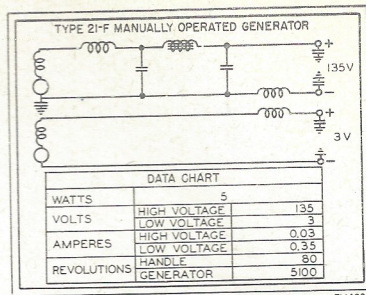 TYPE 21-F MANUALLY OPERATED GENERATOR
+
135V
-
+
3V
-
DATA CHART
WATTS 5
VOLTS HIGH VOLTAGE 135
LOW VOLTAGE 3
AMPERES HIGH VOLTAGE 0.03
LOW VOLTAGE 0.35
REVOLUTIONS HANDLE 80
GENERATOR 5100